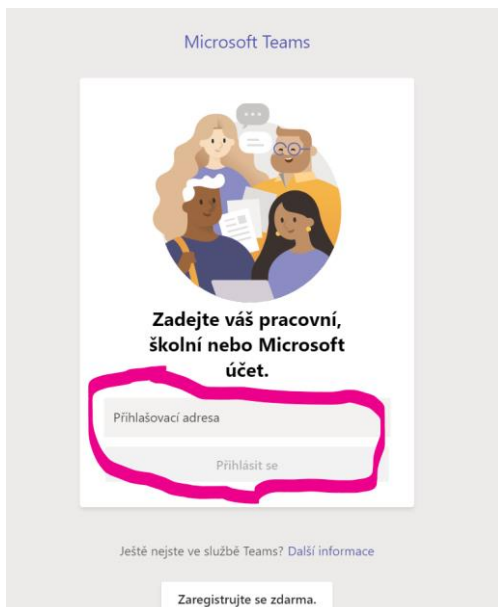 Microsoft Teams
Zadejte váš pracovní,
školní nebo Microsoft
účet.
Přihlašovací adresa
Přihlásit se
Ještě nejste ve službě Teams? Další informace
Zaregistrujte se zdarma.